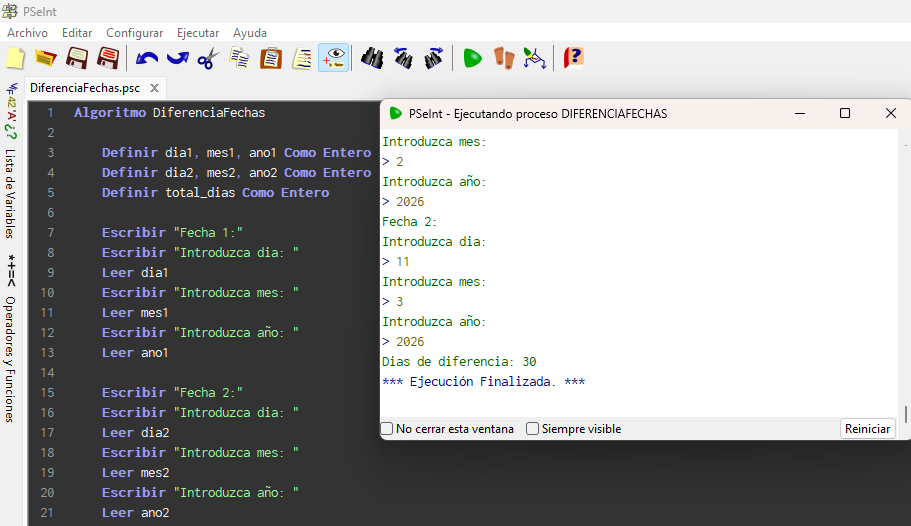 PSeInt
Archivo Editar Configurar Ejecutar Ayuda
DiferenciaFechas.psc
42 'A' ¿?
Lista de Variables
*+=<
Operadores y Funciones
1 Algoritmo DiferenciaFechas
2
3 Definir dia1, mes1, ano1 Como Entero
4 Definir dia2, mes2, ano2 Como Entero
5 Definir total_dias Como Entero
6
7 Escribir "Fecha 1:"
8 Escribir "Introduzca dia: "
9 Leer dia1
10 Escribir "Introduzca mes: "
11 Leer mes1
12 Escribir "Introduzca año: "
13 Leer ano1
14
15 Escribir "Fecha 2:"
16 Escribir "Introduzca dia: "
17 Leer dia2
18 Escribir "Introduzca mes: "
19 Leer mes2
20 Escribir "Introduzca año: "
21 Leer ano2
PSeInt - Ejecutando proceso DIFERENCIAFECHAS
Introduzca mes:
> 2
Introduzca año:
> 2026
Fecha 2:
Introduzca dia:
> 11
Introduzca mes:
> 3
Introduzca año:
> 2026
Dias de diferencia: 30
*** Ejecución Finalizada. ***
No cerrar esta ventana Siempre visible Reiniciar